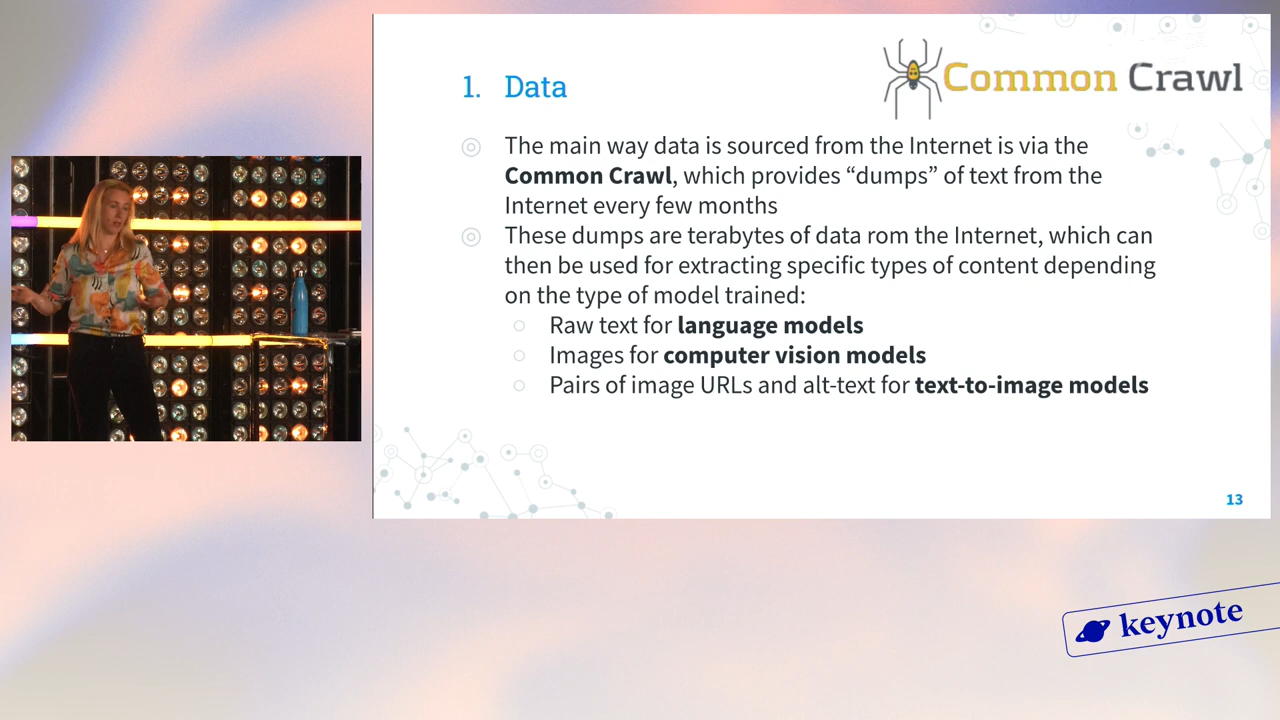 1. Data
Common Crawl
The main way data is sourced from the Internet is via the
Common Crawl, which provides “dumps” of text from the
Internet every few months
These dumps are terabytes of data rom the Internet, which can
then be used for extracting specific types of content depending
on the type of model trained:
Raw text for language models
Images for computer vision models
Pairs of image URLs and alt-text for text-to-image models
13
keynote